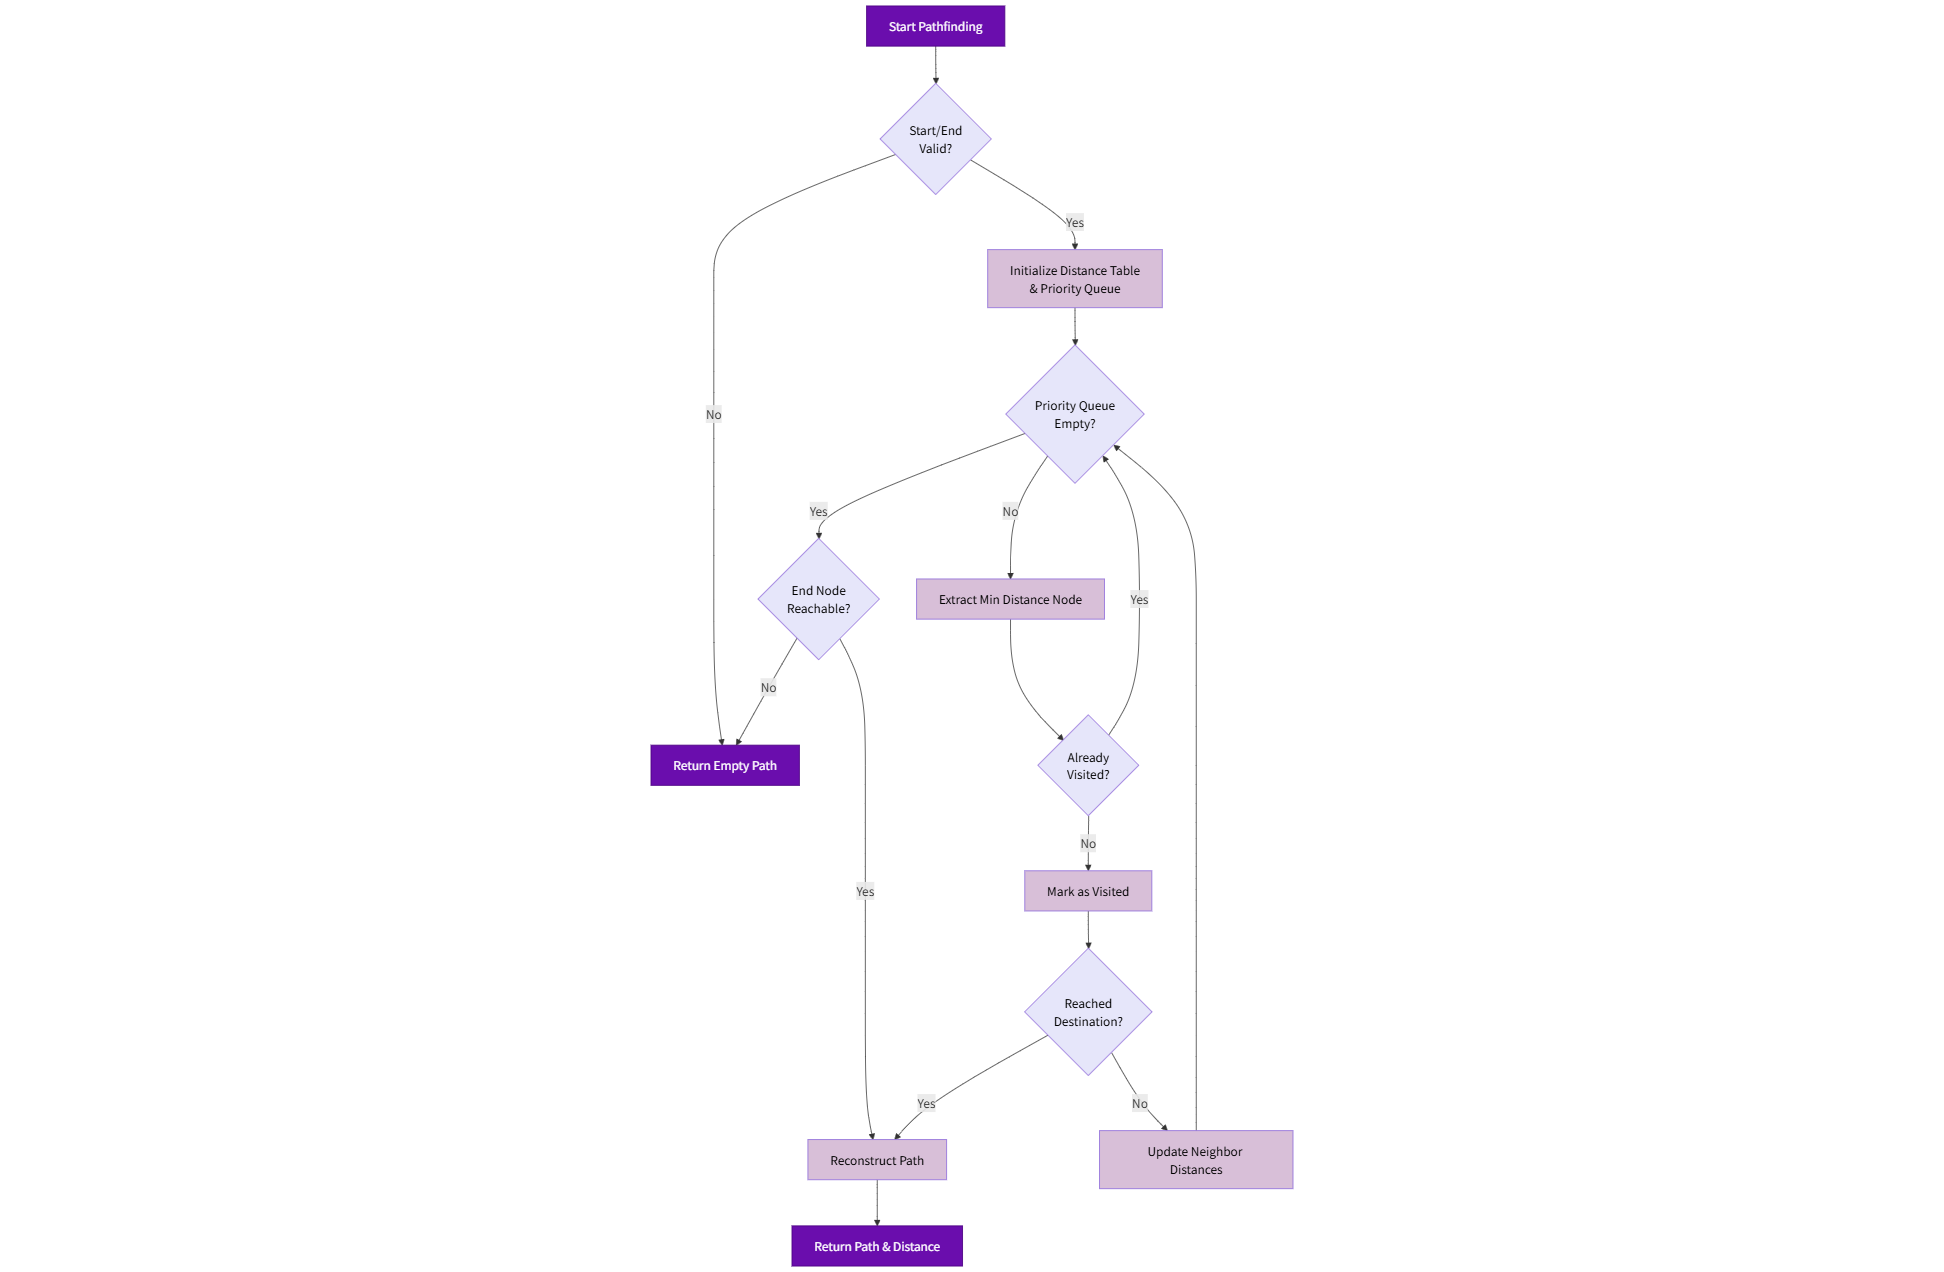 Start Pathfinding
Start/End
Valid?
Yes
Initialize Distance Table
& Priority Queue
No
Priority Queue
Empty?
Yes
No
End Node
Reachable?
Extract Min Distance Node
Yes
No
Return Empty Path
Already
Visited?
No
Yes
Mark as Visited
Reached
Destination?
Yes
No
Reconstruct Path
Update Neighbor
Distances
Return Path & Distance